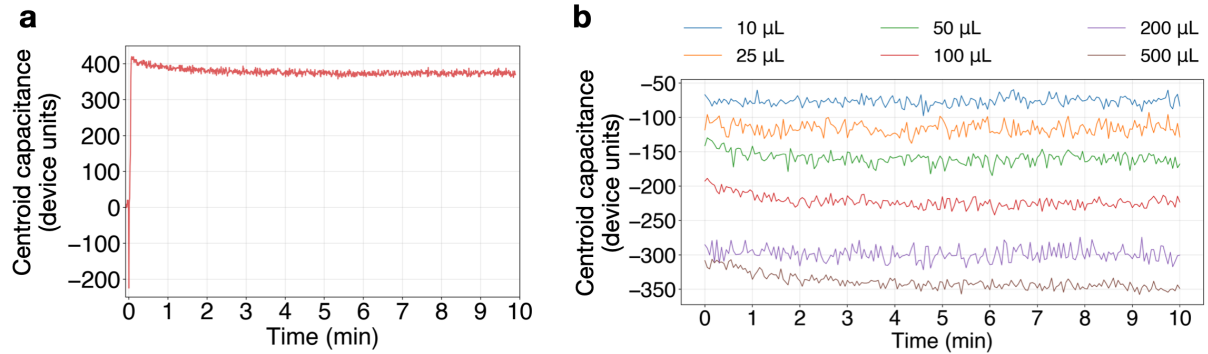 a
Centroid capacitance
(device units)
400
300
200
100
0
−100
−200
0 1 2 3 4 5 6 7 8 9 10
Time (min)
b
10 µL 50 µL 200 µL
25 µL 100 µL 500 µL
Centroid capacitance
(device units)
−50
−100
−150
−200
−250
−300
−350
0 1 2 3 4 5 6 7 8 9 10
Time (min)